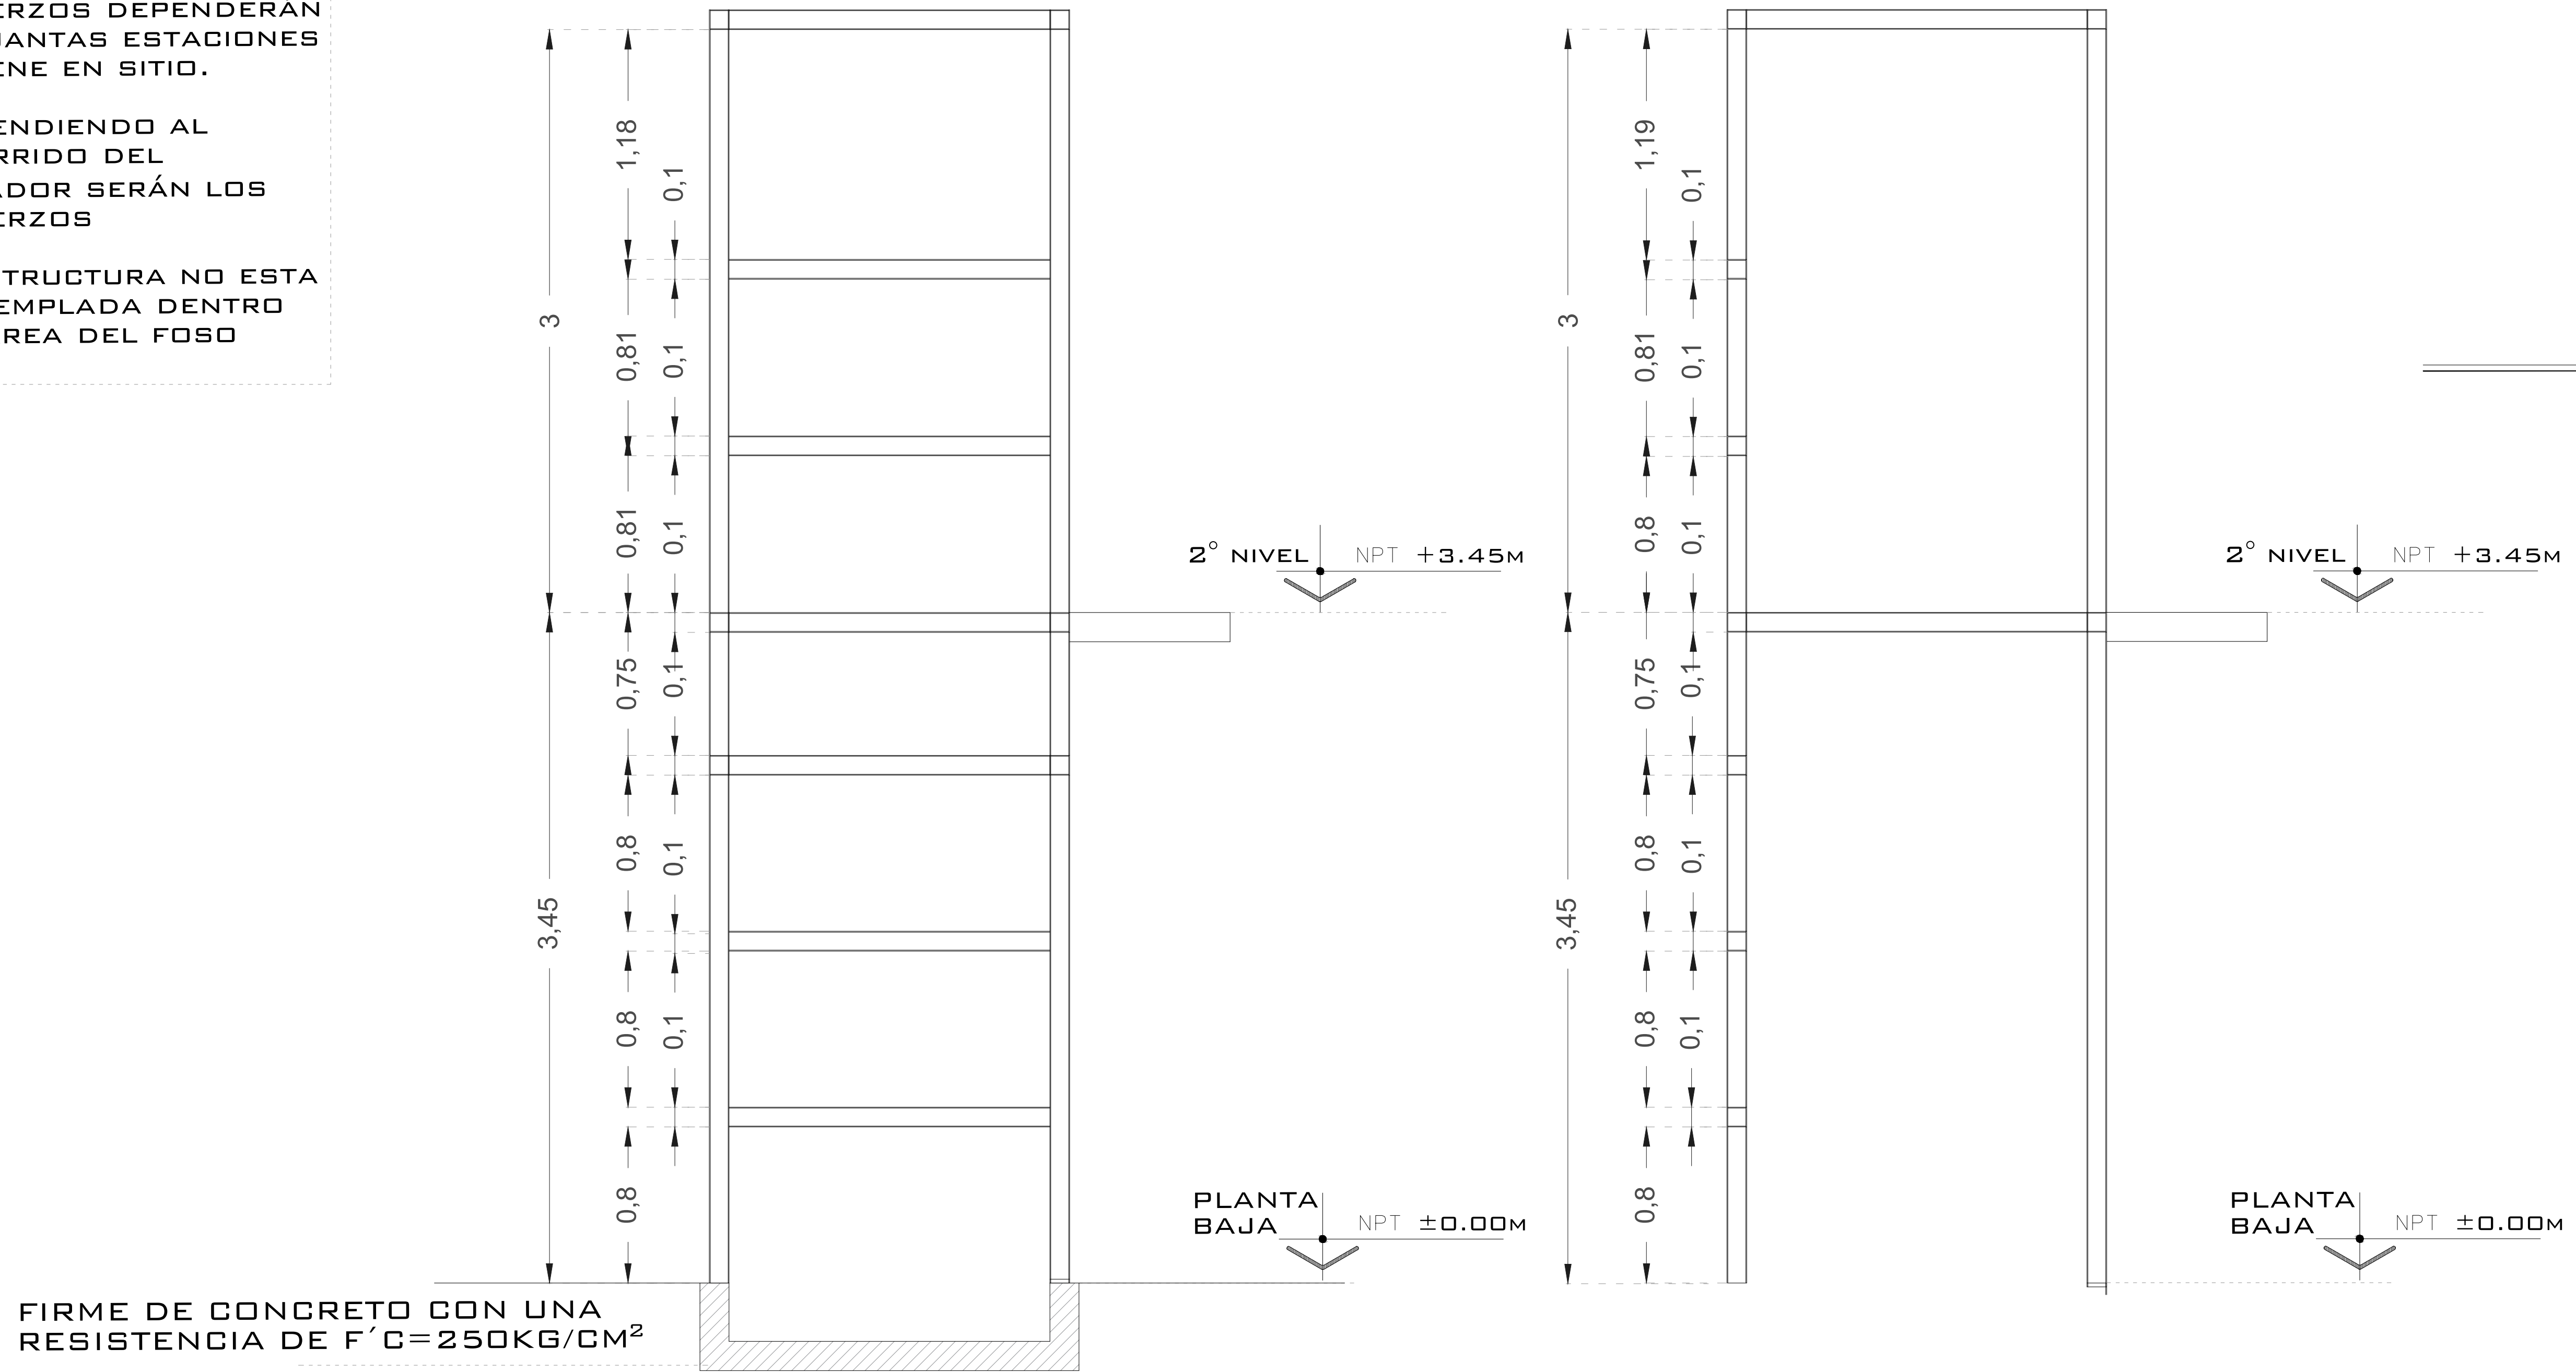 ERZOS DEPENDERÁN
ANTAS ESTACIONES
ENE EN SITIO.
ENDIENDO AL
RRIDO DEL
ADOR SERÁN LOS
ERZOS
TRUCTURA NO ESTA
EMPLADA DENTRO
REA DEL FOSO
3
3,45
1,18
0,81
0,81
0,75
0,8
0,8
0,8
0,1
0,1
0,1
0,1
0,1
0,1
2° NIVEL NPT +3.45M
PLANTA
BAJA NPT ±0.00M
3
3,45
1,19
0,81
0,8
0,75
0,8
0,8
0,8
0,1
0,1
0,1
0,1
0,1
0,1
2° NIVEL NPT +3.45M
PLANTA
BAJA NPT ±0.00M
FIRME DE CONCRETO CON UNA
RESISTENCIA DE F´C=250KG/CM²